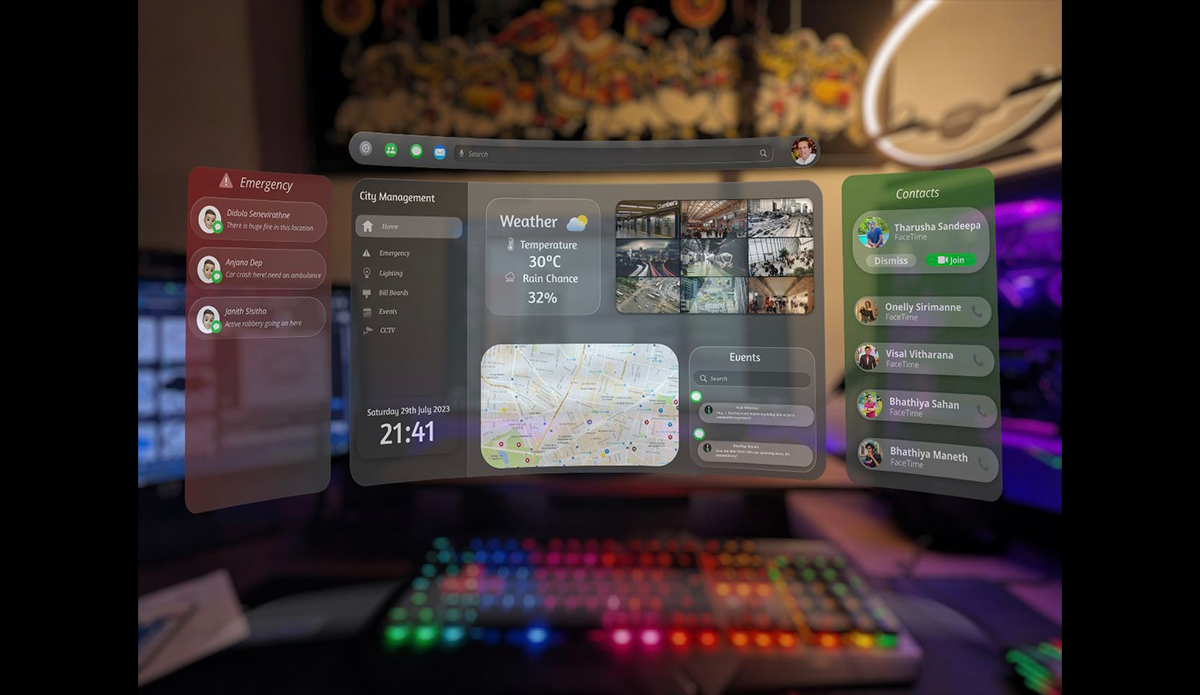 Search
Emergency
Didula Senevirathne
There is huge fire in this location
Anjana Dep
Car crash here! need an ambulance
Janith Sisitha
Active robbery going on here
City Management
Home
Emergency
Lighting
Bill Boards
Events
CCTV
Saturday 29th July 2023
21:41
Weather
Temperature
30°C
Rain Chance
32%
Events
Search
Contacts
Tharusha Sandeepa
FaceTime
Dismiss
Join
Onelly Sirimanne
FaceTime
Visal Vitharana
FaceTime
Bhathiya Sahan
FaceTime
Bhathiya Maneth
FaceTime